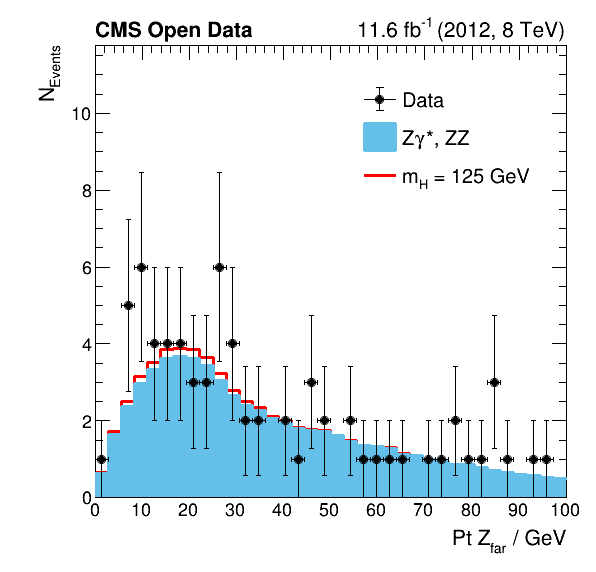 CMS Open Data 11.6 fb-1 (2012, 8 TeV)
NEvents
Data
Zγ*, ZZ
mH = 125 GeV
10
8
6
4
2
0
0 10 20 30 40 50 60 70 80 90 100
Pt Zfar / GeV